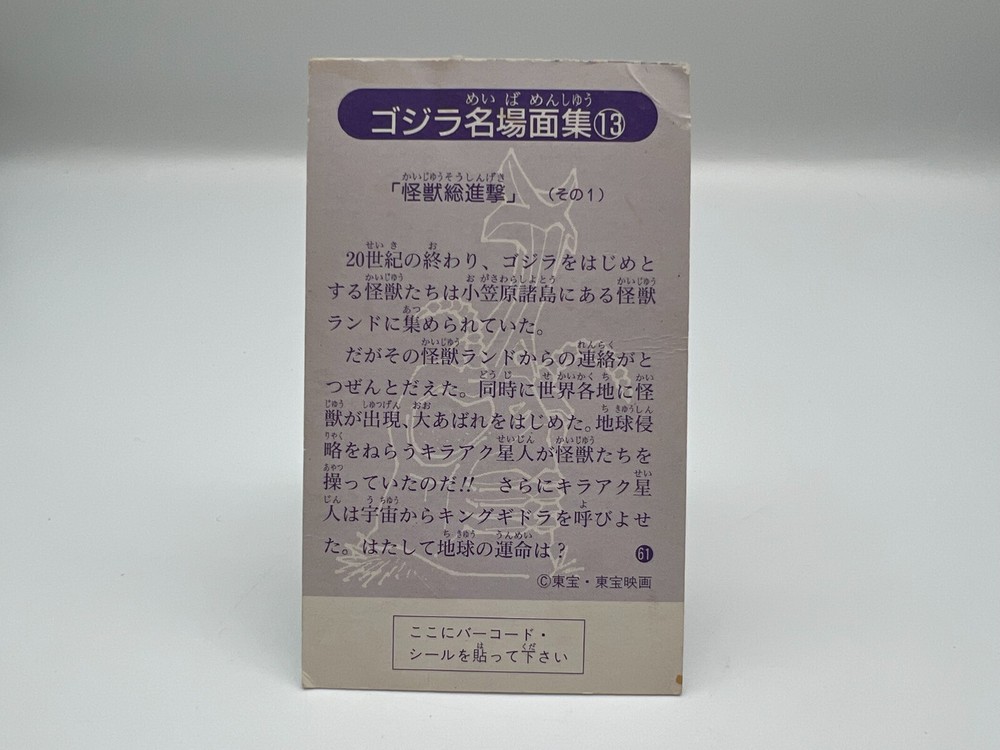 ゴジラ名場面集⑬
「怪獣総進撃」 (その1)
20世紀の終わり、ゴジラをはじめと
する怪獣たちは小笠原諸島にある怪獣
ランドに集められていた。
だがその怪獣ランドからの連絡がと
つぜんとだえた。同時に世界各地に怪
獣が出現、大あばれをはじめた。地球侵
略をねらうキラアク星人が怪獣たちを
操っていたのだ!! さらにキラアク星
人は宇宙からキングギドラを呼びよせ
た。はたして地球の運命は?
61
©東宝・東宝映画
ここにバーコード・
シールを貼って下さい